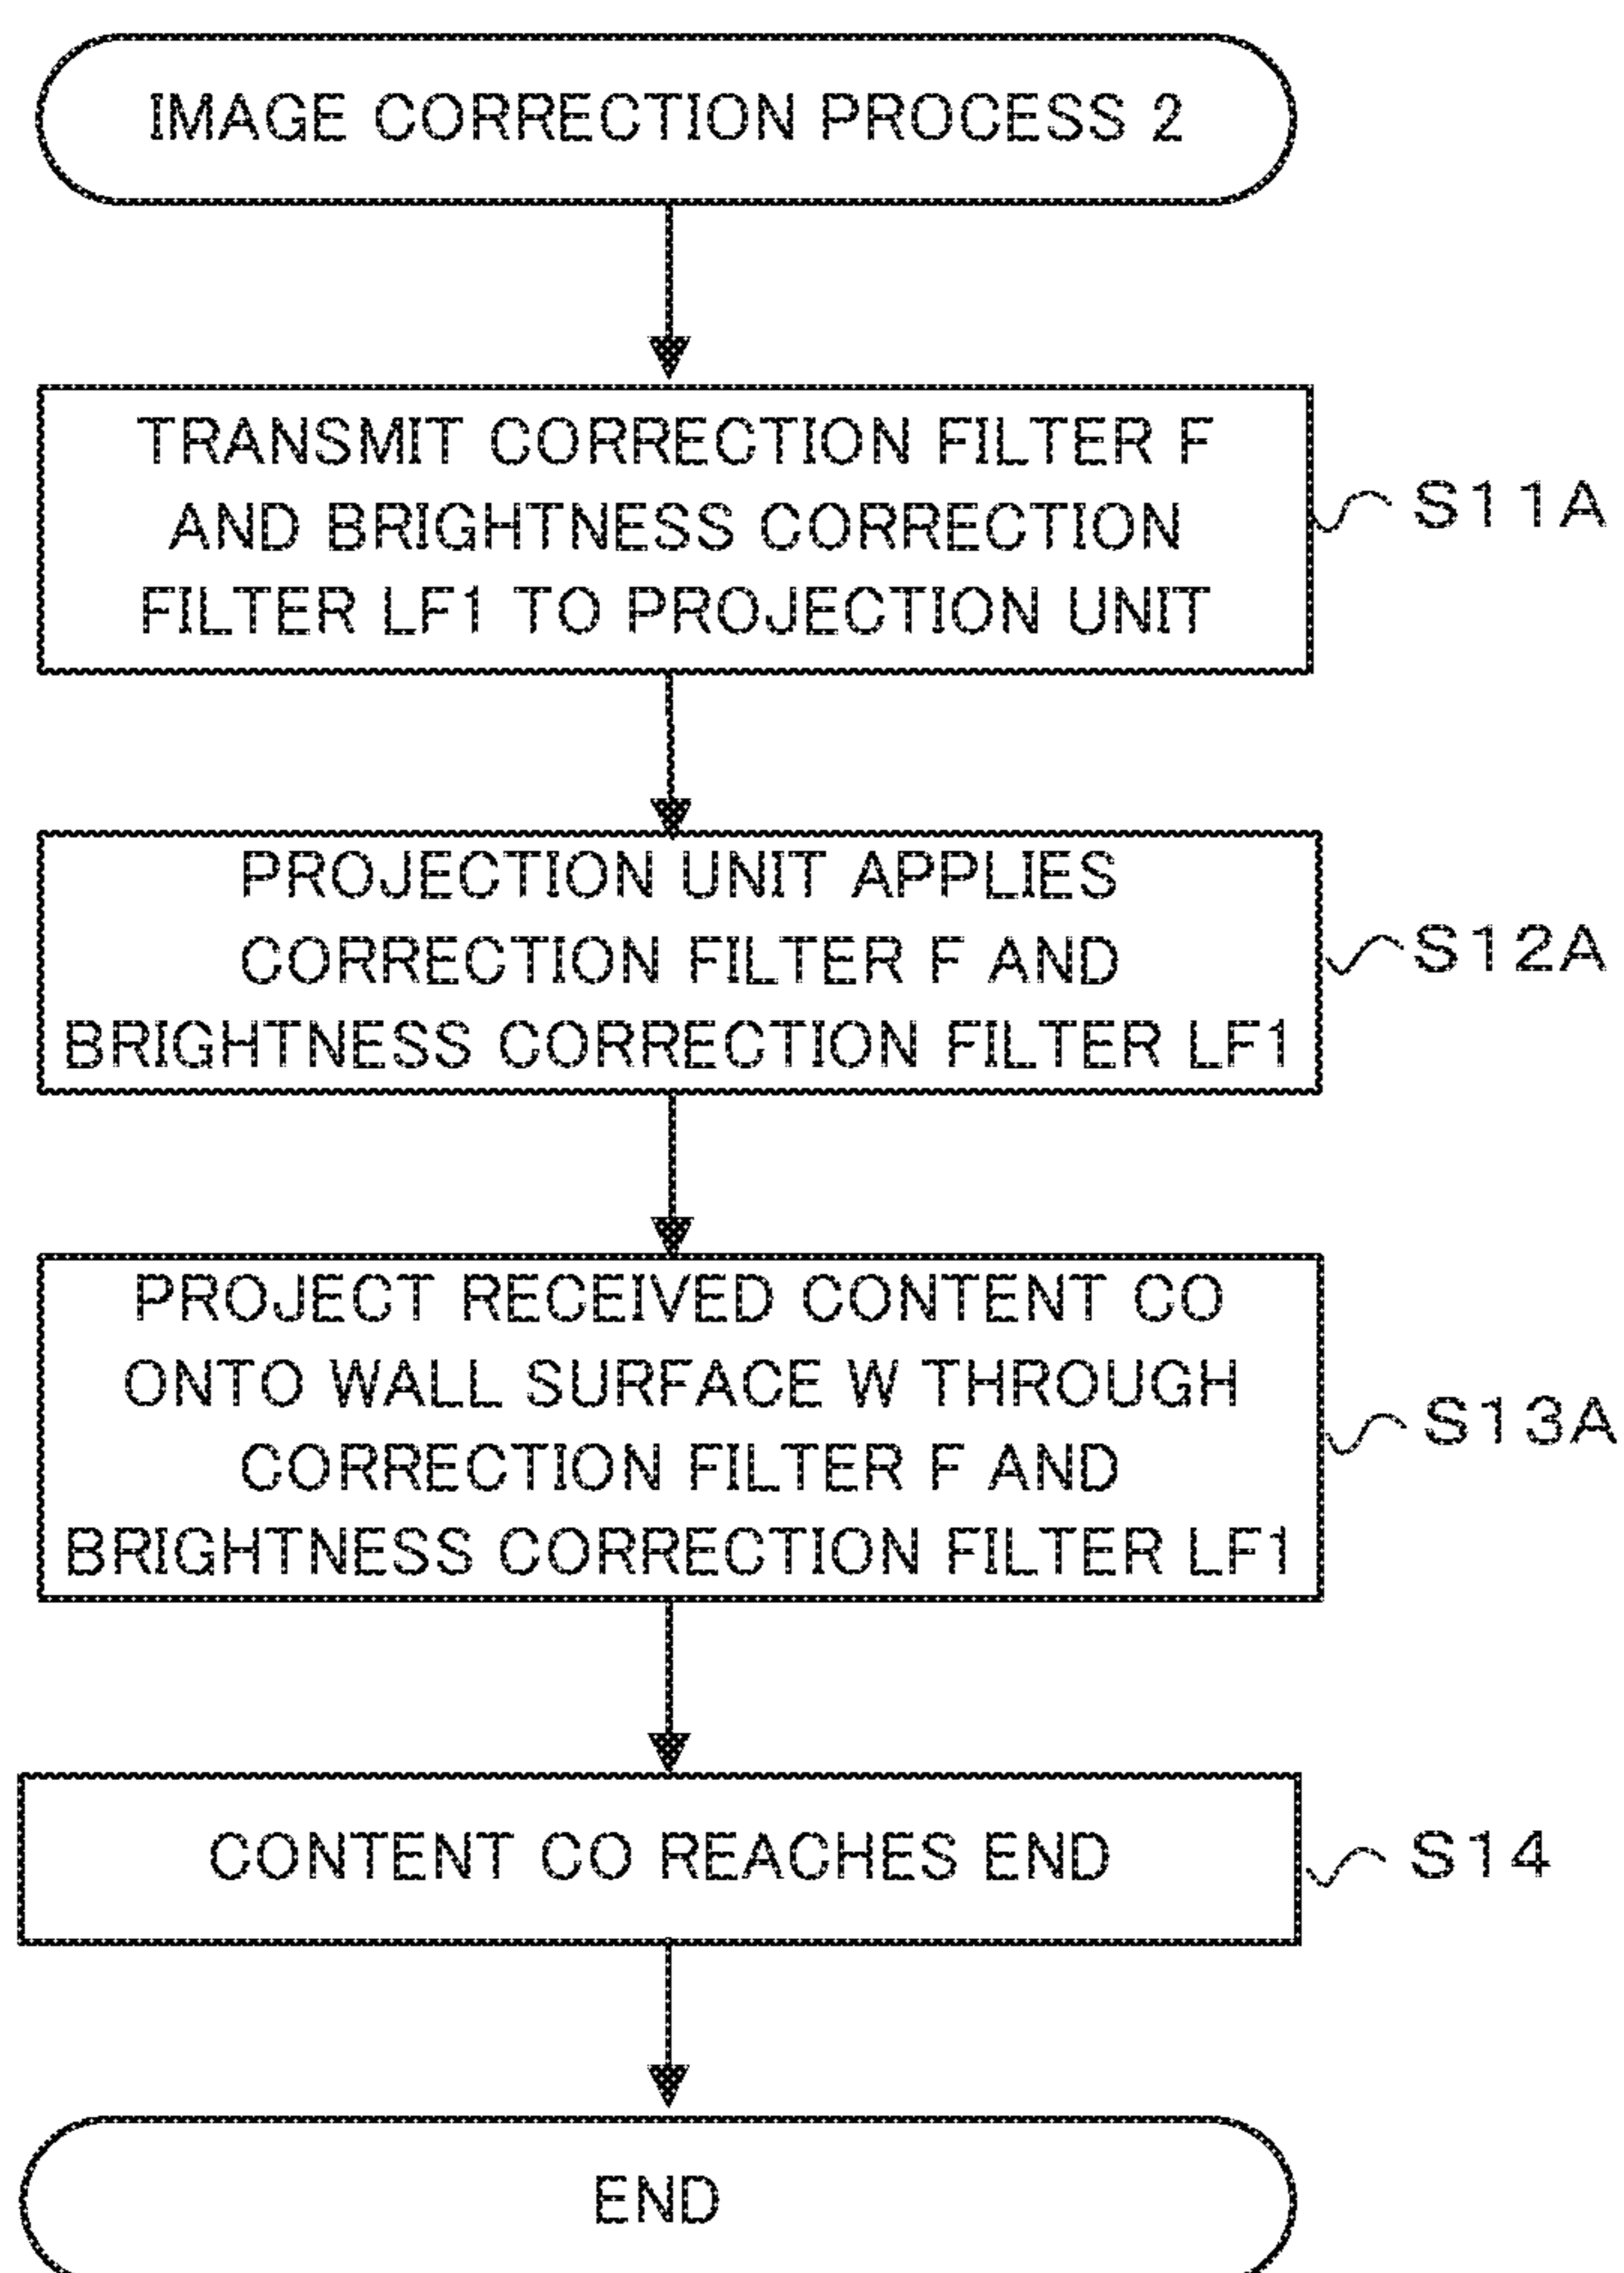 IMAGE CORRECTION PROCESS 2
TRANSMIT CORRECTION FILTER F
AND BRIGHTNESS CORRECTION
FILTER LF1 TO PROJECTION UNIT
S11A
PROJECTION UNIT APPLIES
CORRECTION FILTER F AND
BRIGHTNESS CORRECTION FILTER LF1
S12A
PROJECT RECEIVED CONTENT CO
ONTO WALL SURFACE W THROUGH
CORRECTION FILTER F AND
BRIGHTNESS CORRECTION FILTER LF1
S13A
CONTENT CO REACHES END
S14
END